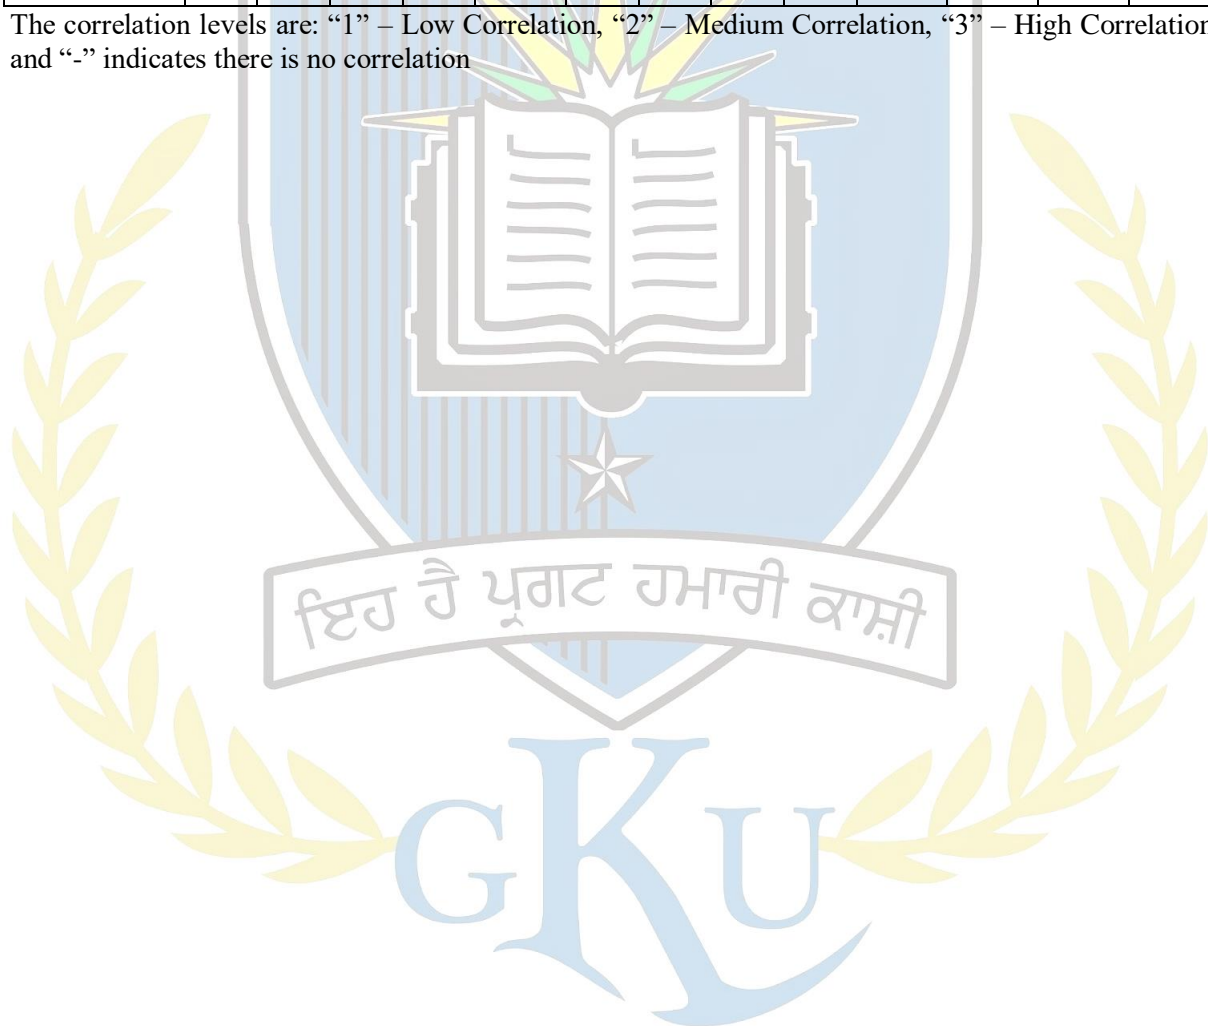 The correlation levels are: “1” – Low Correlation, “2” – Medium Correlation, “3” – High Correlation
and “-” indicates there is no correlation
ਇਹ ਹੈ ਪ੍ਰਗਟ ਹਮਾਰੀ ਕਾਸ਼ੀ
GKU